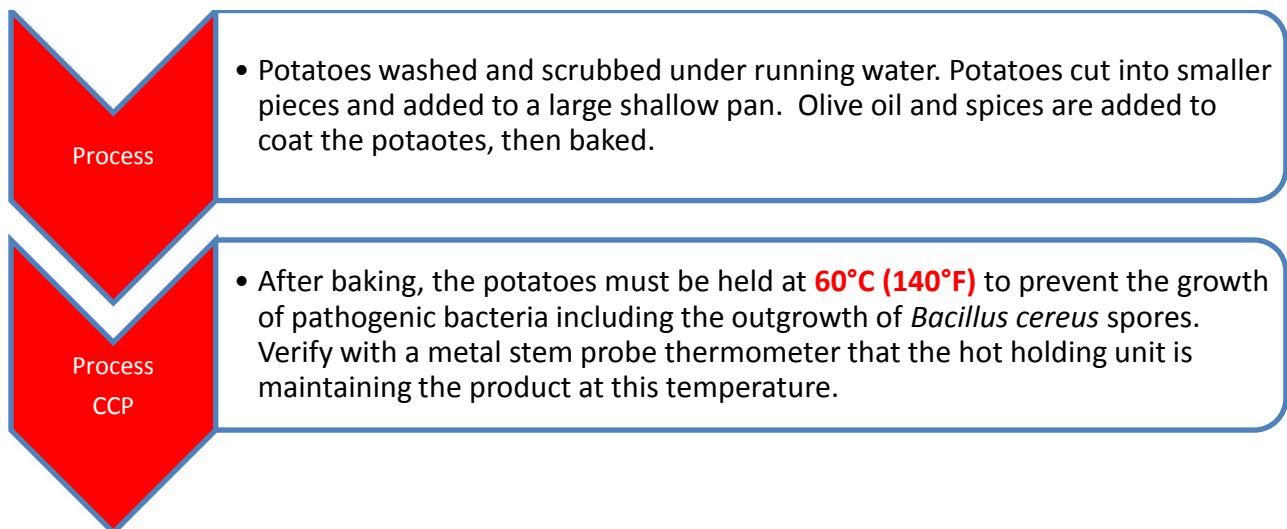 Process
• Potatoes washed and scrubbed under running water. Potatoes cut into smaller
pieces and added to a large shallow pan.  Olive oil and spices are added to
coat the potaotes, then baked.
Process
CCP
• After baking, the potatoes must be held at 60°C (140°F) to prevent the growth
of pathogenic bacteria including the outgrowth of Bacillus cereus spores.
Verify with a metal stem probe thermometer that the hot holding unit is
maintaining the product at this temperature.